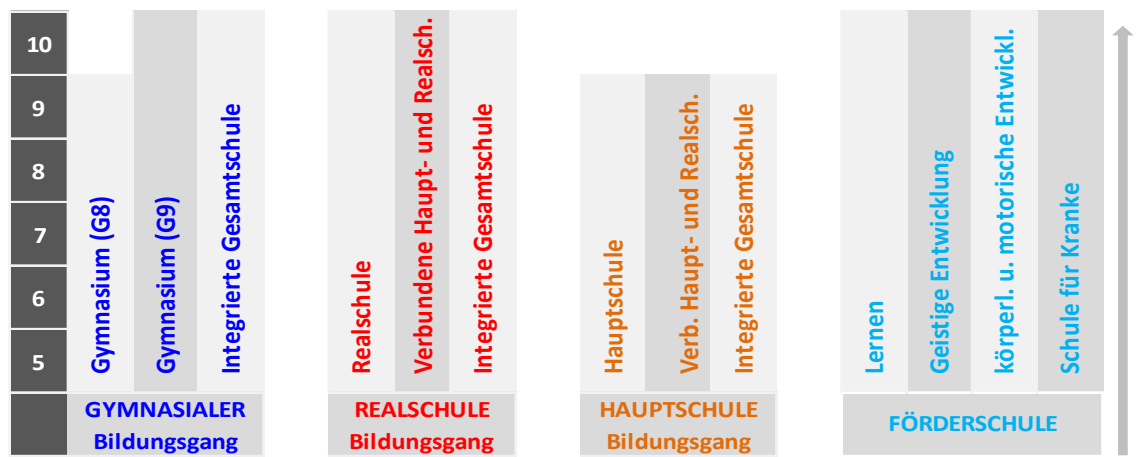 10
9
8
7
6
5
Gymnasium (G8)
Gymnasium (G9)
Integrierte Gesamtschule
GYMNASIALER
Bildungsgang
Realschule
Verbundene Haupt- und Realsch.
Integrierte Gesamtschule
REALSCHULE
Bildungsgang
Hauptschule
Verb. Haupt- und Realsch.
Integrierte Gesamtschule
HAUPTSCHULE
Bildungsgang
Lernen
Geistige Entwicklung
körperl. u. motorische Entwickl.
Schule für Kranke
FÖRDERSCHULE